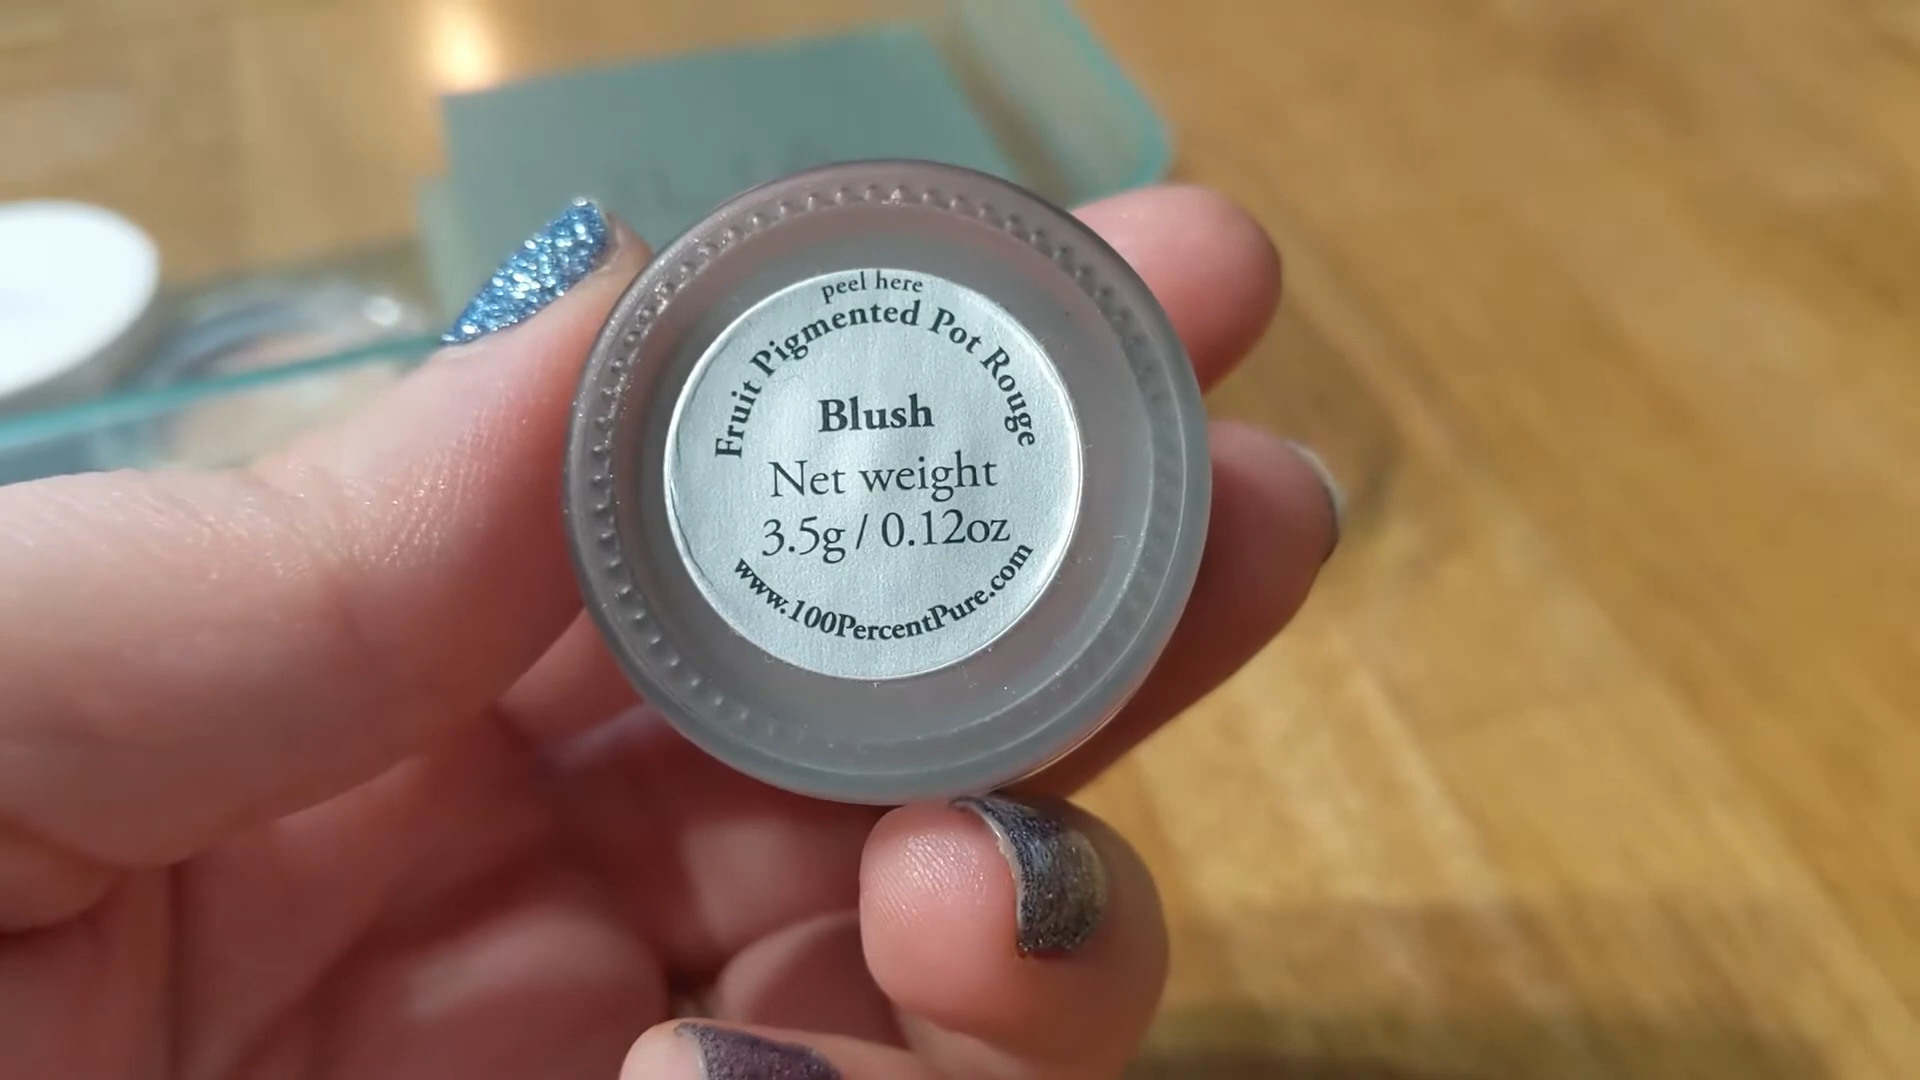 peel here
Fruit Pigmented Pot Rouge
Blush
Net weight
3.5g / 0.12oz
www.100PercentPure.com